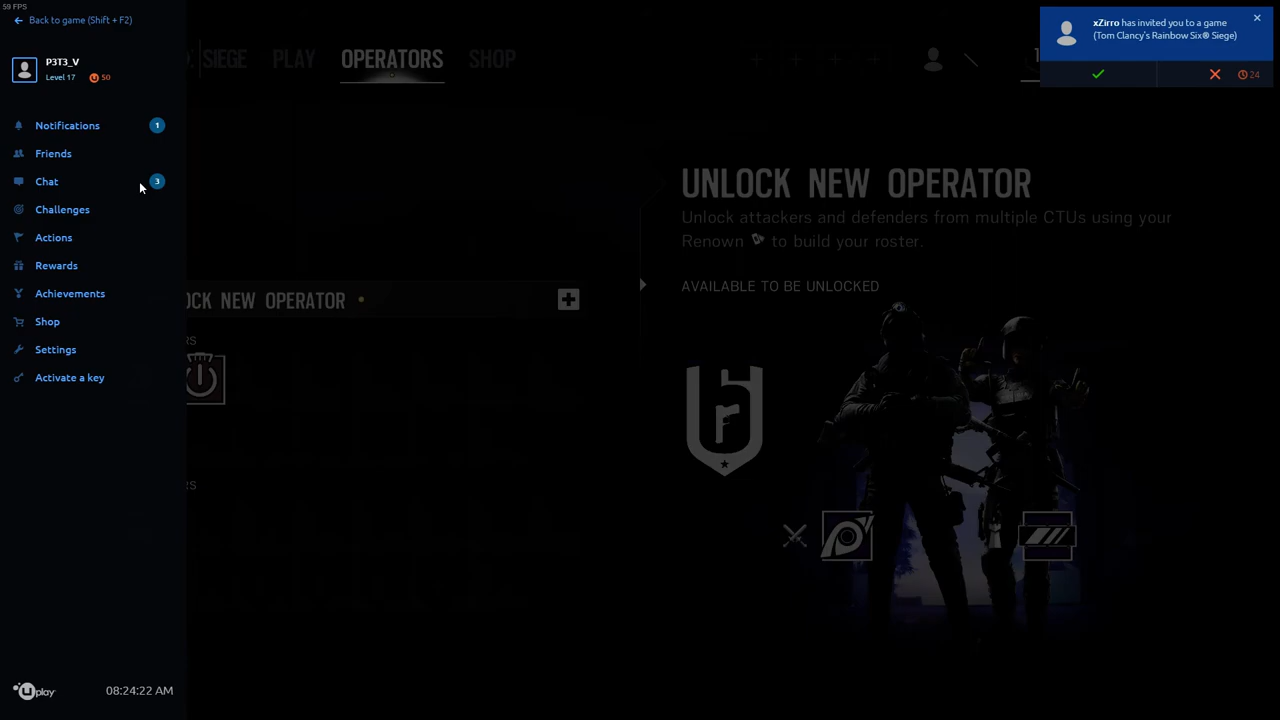 59 FPS
Back to game (Shift + F2)
P3T3_V
Level 17 50
Notifications 1
Friends
Chat 3
Challenges
Actions
Rewards
Achievements
Shop
Settings
Activate a key
uplay 08:24:22 AM
SIEGE PLAY OPERATORS SHOP
xZirro has invited you to a game
(Tom Clancy's Rainbow Six® Siege)
24
UNLOCK NEW OPERATOR
Unlock attackers and defenders from multiple CTUs using your
Renown to build your roster.
AVAILABLE TO BE UNLOCKED
OCK NEW OPERATOR
RS
RS